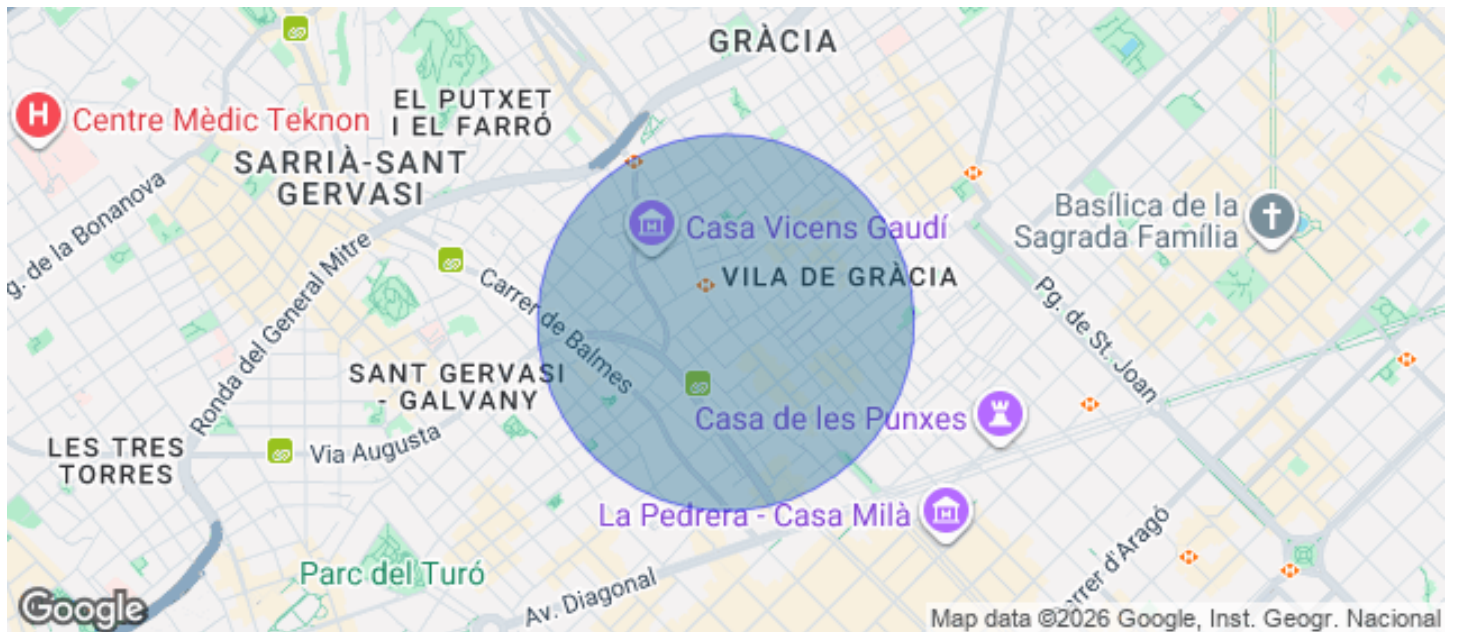 GRÀCIA
EL PUTXET
I EL FARRÓ
H
Centre Mèdic Teknon
SARRIÀ-SANT
GERVASI
g. de la Bonanova
Basílica de la
Sagrada Família
Casa Vicens Gaudí
VILA DE GRÀCIA
Ronda del General Mitre
Carrer de Balmes
Pg. de St. Joan
SANT GERVASI
- GALVANY
Casa de les Punxes
LES TRES
TORRES
Via Augusta
La Pedrera - Casa Milà
Parc del Turó
Av. Diagonal
rrer d'Aragó
Google
Map data ©2026 Google, Inst. Geogr. Nacional